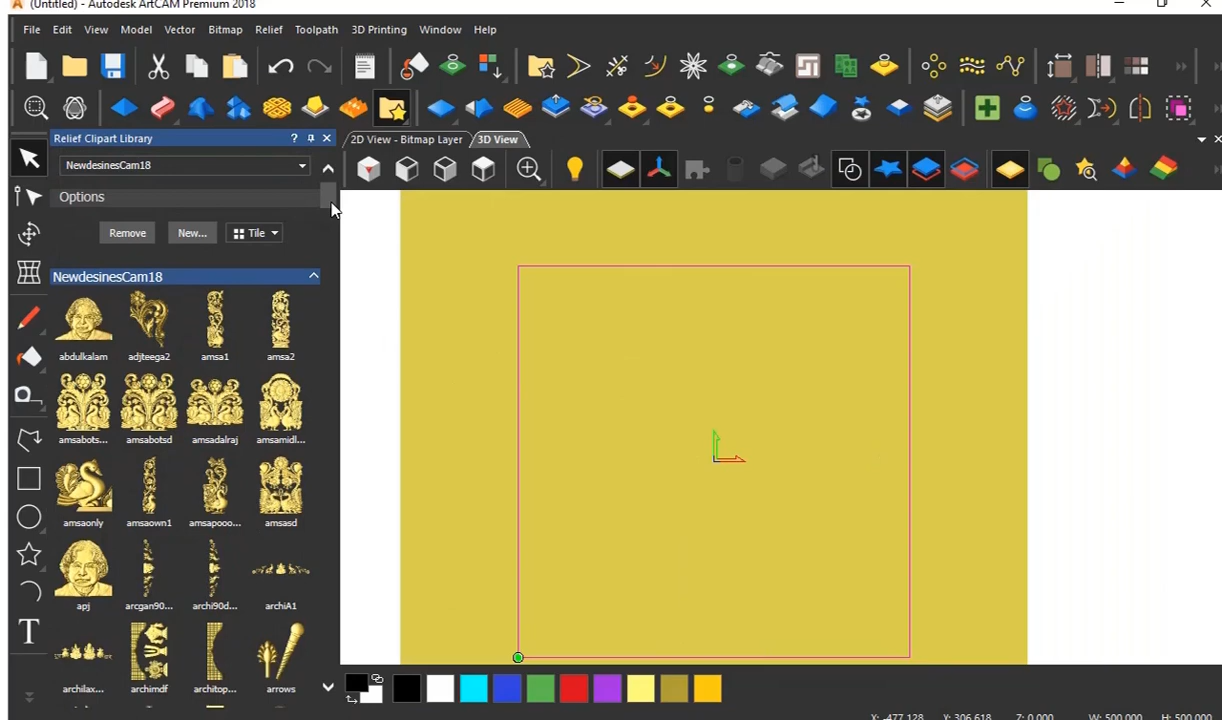 (Untitled) - Autodesk ArtCAM Premium 2018
File Edit View Model Vector Bitmap Relief Toolpath 3D Printing Window Help
Relief Clipart Library ?
2D View - Bitmap Layer 3D View
NewdesinesCam18
Options
Remove New... Tile
NewdesinesCam18
abdulkalam adjteega2 amsa1 amsa2
amsabots... amsabotsd amsadalraj amsamidl...
amsaonly amsaown1 amsapooo... amsasd
apj arcgan90... archi90d... archiA1
archilax... archimdf architop... arrows
T
X: -477.128 Y: 306.618 Z: 0.000 W: 500.000 H: 500.000